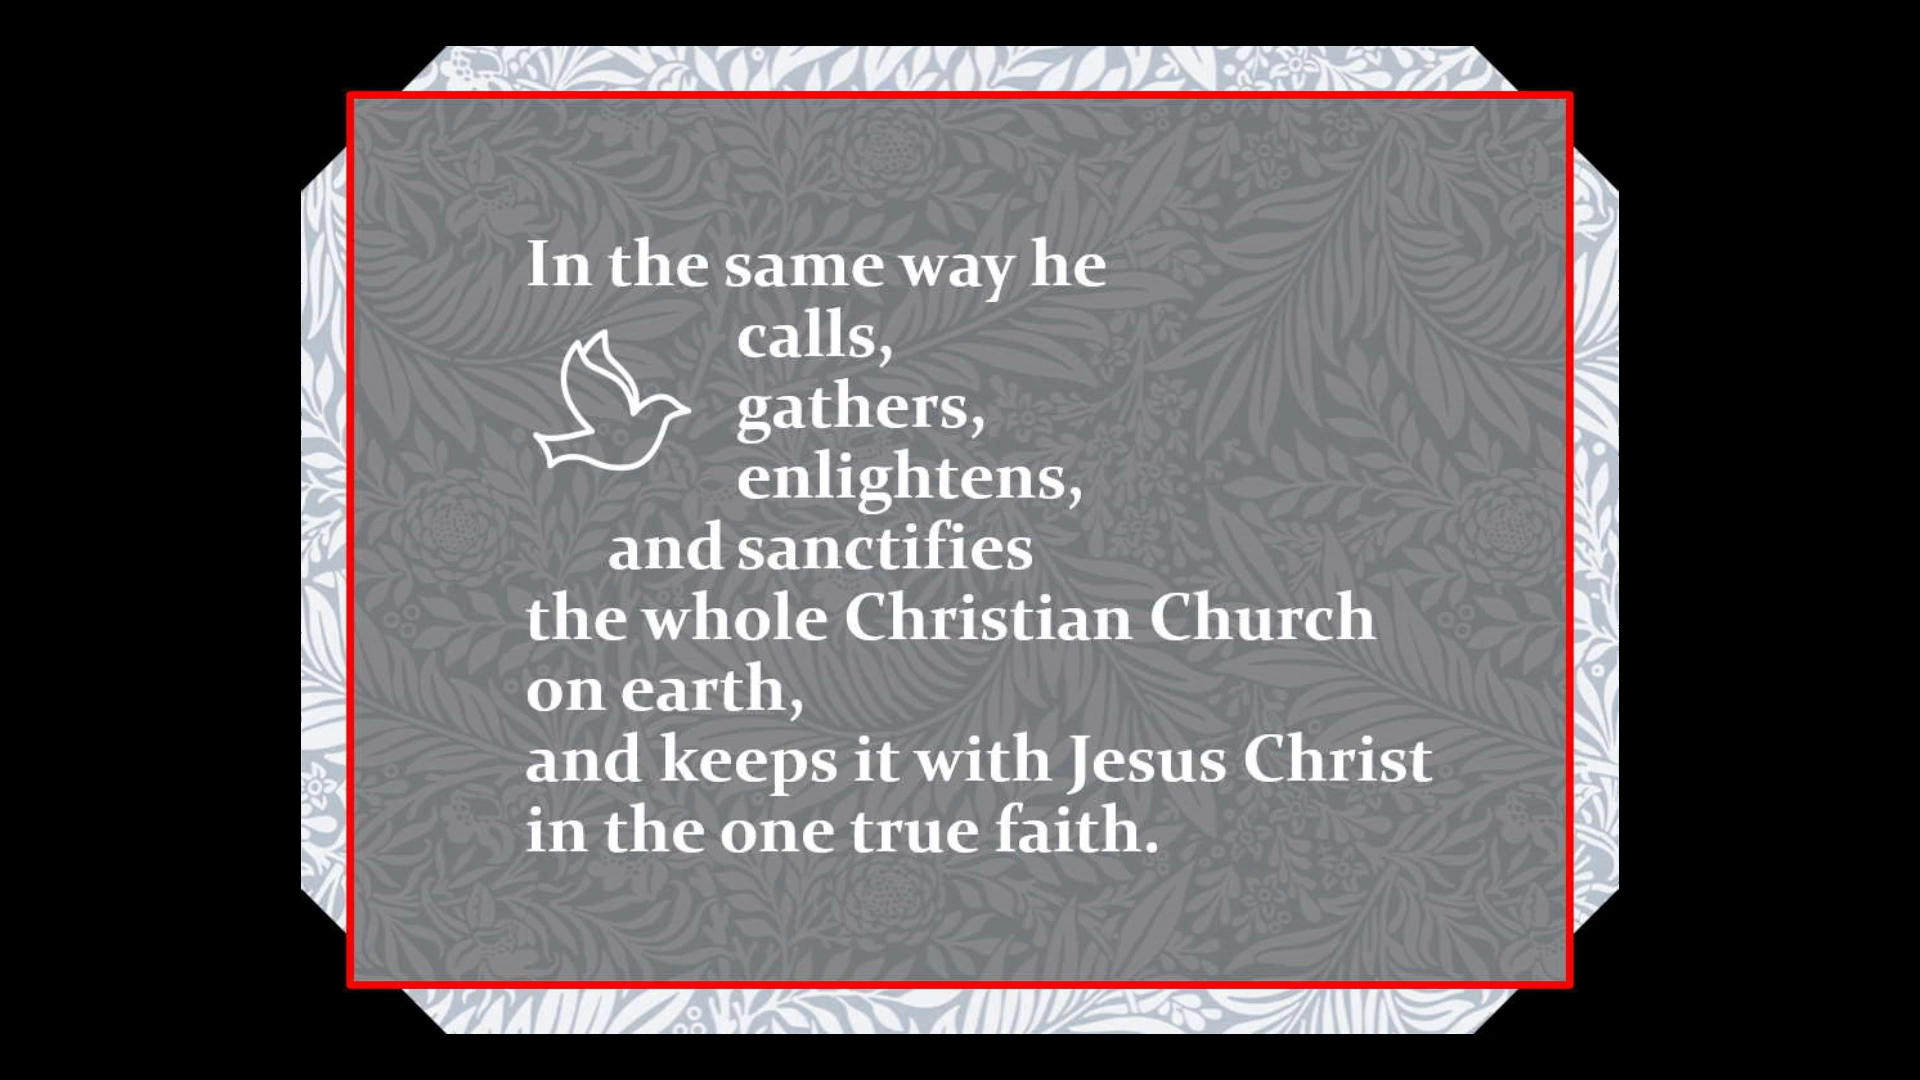 In the same way he
calls,
gathers,
enlightens,
and sanctifies
the whole Christian Church
on earth,
and keeps it with Jesus Christ
in the one true faith.